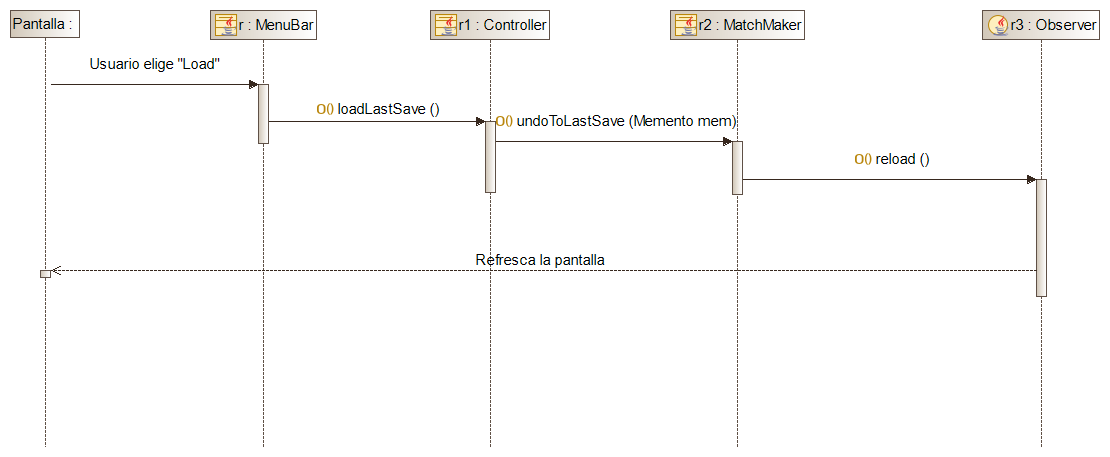 Pantalla :
r : MenuBar
r1 : Controller
r2 : MatchMaker
r3 : Observer
Usuario elige "Load"
O() loadLastSave ()
O() undoToLastSave (Memento mem)
O() reload ()
Refresca la pantalla